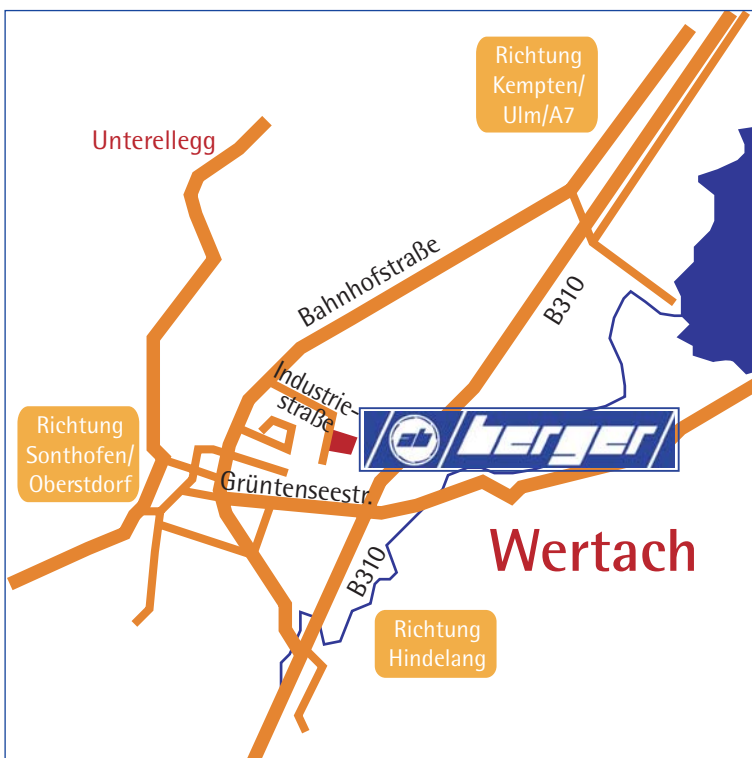 Richtung
Kempten/
Ulm/A7
Unterellegg
Bahnhofstraße
B310
Industrie-
straße
berger
Richtung
Sonthofen/
Oberstdorf
Grüntenseestr.
Wertach
B310
Richtung
Hindelang